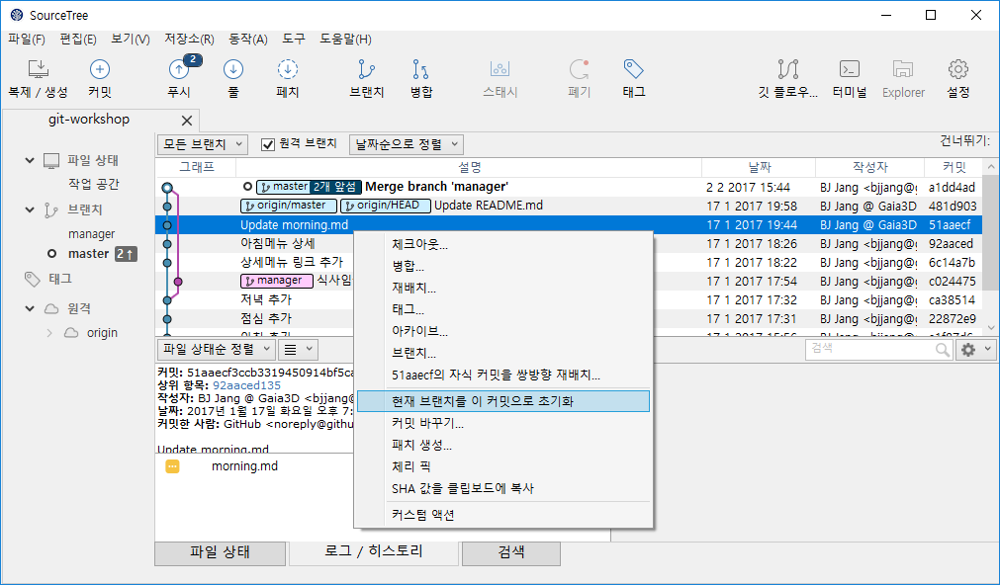 SourceTree
파일(F) 편집(E) 보기(V) 저장소(R) 동작(A) 도구 도움말(H)
2
복제 / 생성 커밋 푸시 풀 페치 브랜치 병합 스태시 폐기 태그 깃 플로우... 터미널 Explorer 설정
git-workshop
모든 브랜치 원격 브랜치 날짜순으로 정렬 건너뛰기:
파일 상태
작업 공간
브랜치
manager
master 2↑
태그
원격
origin
그래프 설명 날짜 작성자 커밋
master 2개 앞섬 Merge branch 'manager' 2 2 2017 15:44 BJ Jang <bjjang@g a1dd4ad
origin/master origin/HEAD Update README.md 17 1 2017 19:58 BJ Jang @ Gaia3D 481d903
Update morning.md 17 1 2017 19:44 BJ Jang @ Gaia3D 51aaecf
아침메뉴 상세 17 1 2017 18:26 BJ Jang <bjjang@g 92aaced
상세메뉴 링크 추가 17 1 2017 18:22 BJ Jang <bjjang@g 6c14a7b
manager 식사임 17 1 2017 17:54 BJ Jang <bjjang@g c024475
저녁 추가 17 1 2017 17:32 BJ Jang <bjjang@g ca38514
점심 추가 17 1 2017 17:31 BJ Jang <bjjang@g 22872e9
파일 상태순 정렬 검색
커밋: 51aaecf3ccb3319450914bf5ca
상위 항목: 92aaced135
작성자: BJ Jang @ Gaia3D <bjjang@
날짜: 2017년 1월 17일 화요일 오후 7:
커밋한 사람: GitHub <noreply@githu
Update morning.md
morning.md
체크아웃...
병합...
재배치...
태그...
아카이브...
브랜치...
51aaecf의 자식 커밋을 쌍방향 재배치...
현재 브랜치를 이 커밋으로 초기화
커밋 바꾸기...
패치 생성...
체리 픽
SHA 값을 클립보드에 복사
커스텀 액션
파일 상태 로그 / 히스토리 검색